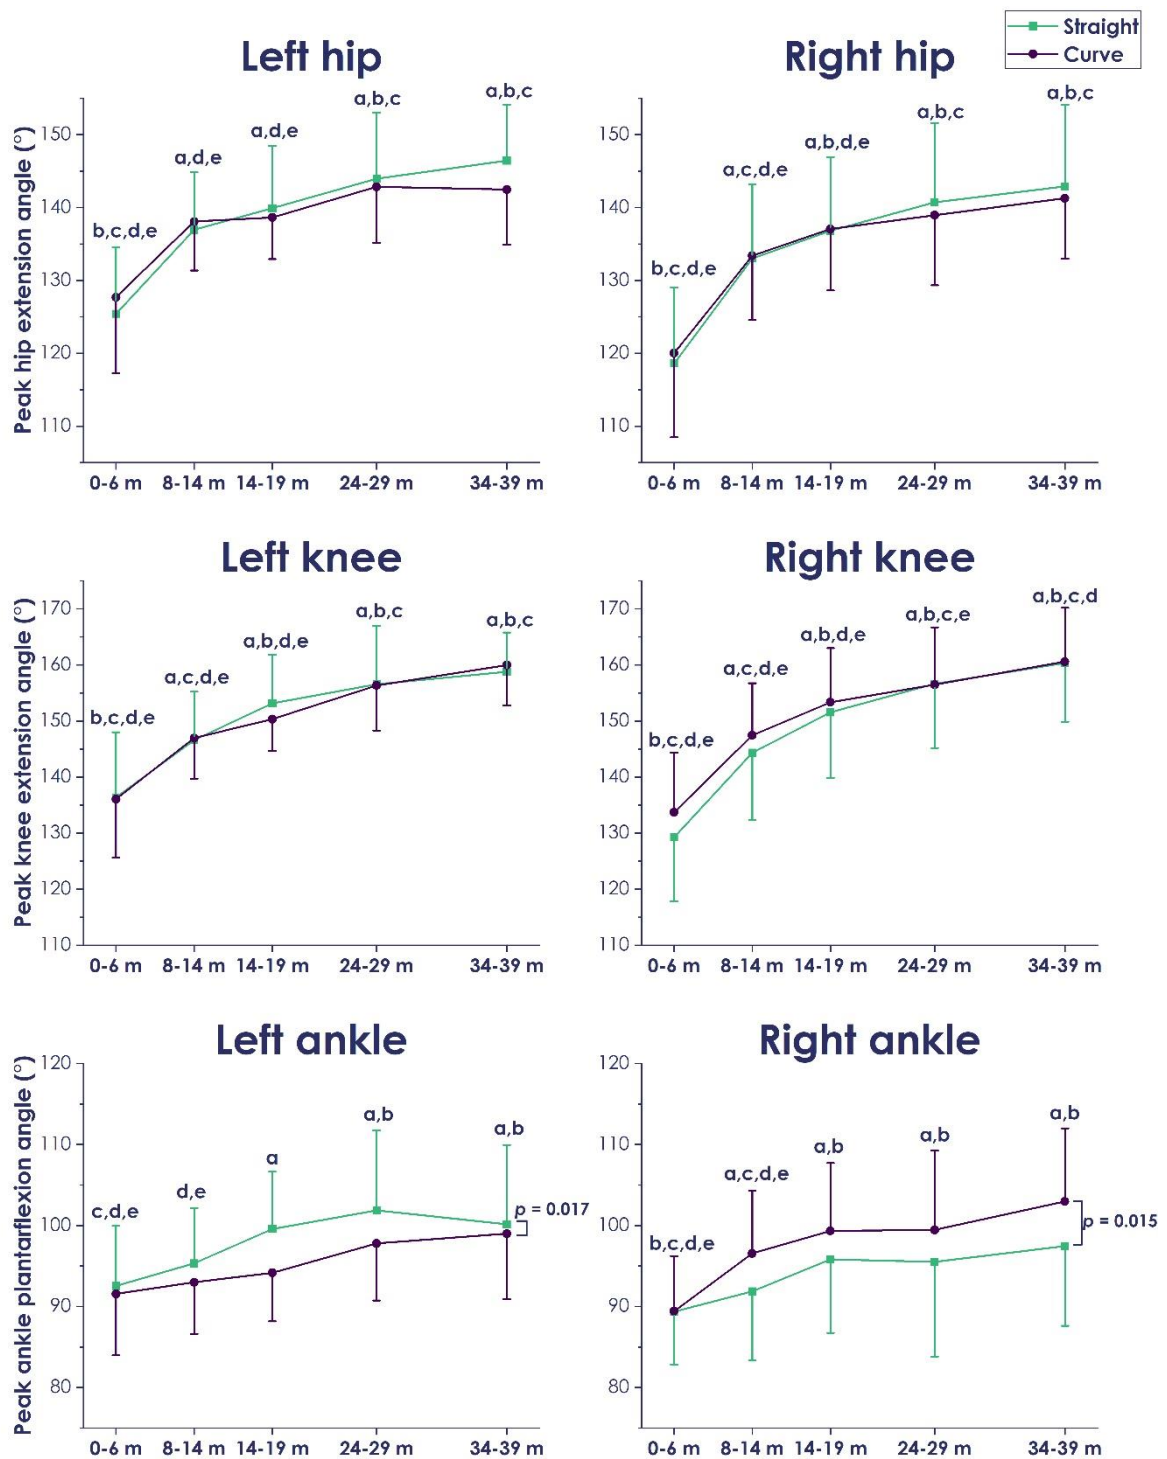 Straight
Curve
Left hip
Right hip
Peak hip extension angle (°)
150
140
130
120
110
b,c,d,e
a,d,e
a,d,e
a,b,c
a,b,c
0-6 m 8-14 m 14-19 m 24-29 m 34-39 m
150
140
130
120
110
b,c,d,e
a,c,d,e
a,b,d,e
a,b,c
a,b,c
0-6 m 8-14 m 14-19 m 24-29 m 34-39 m
Left knee
Right knee
Peak knee extension angle (°)
170
160
150
140
130
120
110
b,c,d,e
a,c,d,e
a,b,d,e
a,b,c
a,b,c
0-6 m 8-14 m 14-19 m 24-29 m 34-39 m
170
160
150
140
130
120
110
b,c,d,e
a,c,d,e
a,b,d,e
a,b,c,e
a,b,c,d
0-6 m 8-14 m 14-19 m 24-29 m 34-39 m
Left ankle
Right ankle
Peak ankle plantarflexion angle (°)
120
110
100
90
80
c,d,e
d,e
a
a,b
a,b
p = 0.017
0-6 m 8-14 m 14-19 m 24-29 m 34-39 m
120
110
100
90
80
b,c,d,e
a,c,d,e
a,b
a,b
a,b
p = 0.015
0-6 m 8-14 m 14-19 m 24-29 m 34-39 m